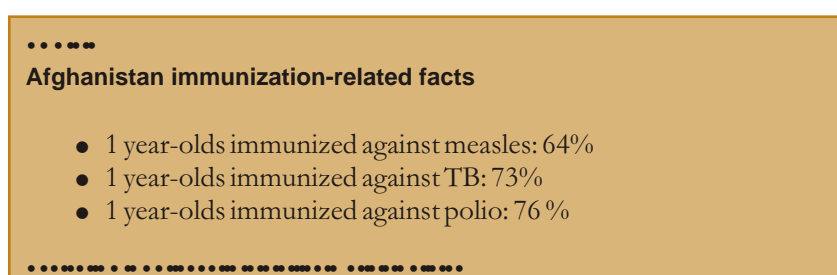 Afghanistan immunization-related facts
● 1 year-olds immunized against measles: 64%
● 1 year-olds immunized against TB: 73%
● 1 year-olds immunized against polio: 76 %